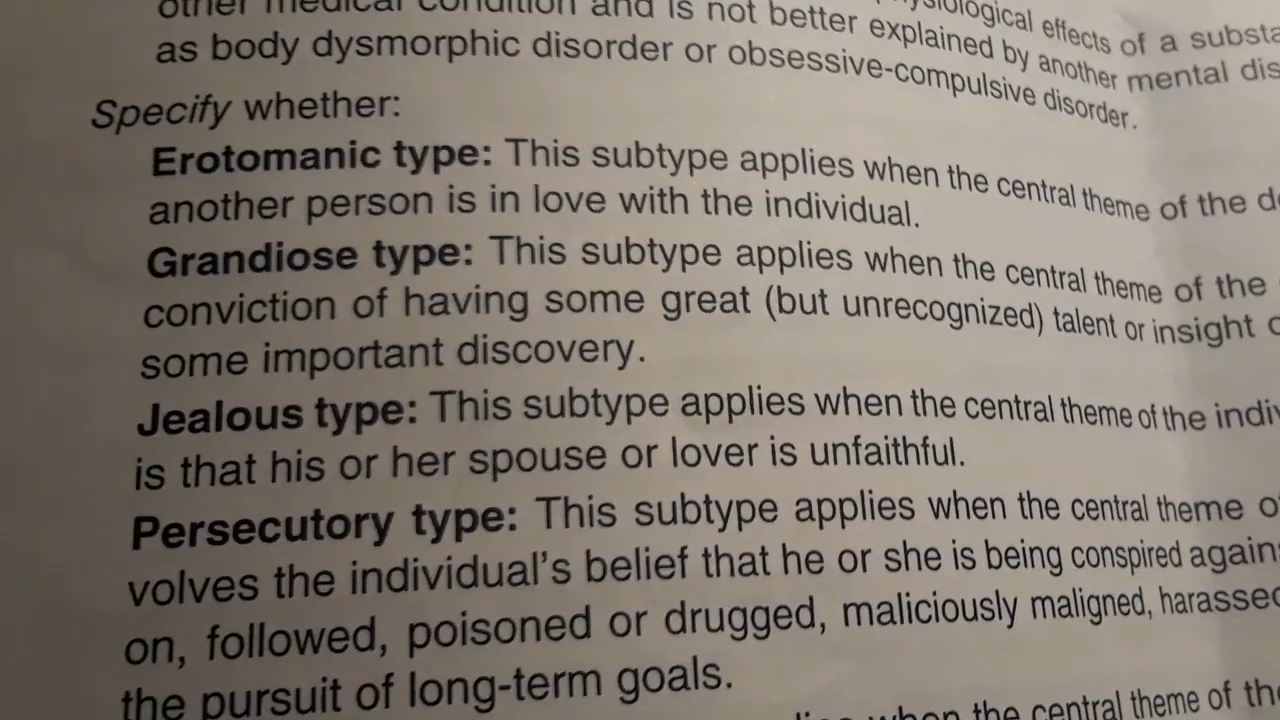 other medical condition and is not better explained by another mental dis
as body dysmorphic disorder or obsessive-compulsive disorder.
Specify whether:
Erotomanic type: This subtype applies when the central theme of the d
another person is in love with the individual.
Grandiose type: This subtype applies when the central theme of the
conviction of having some great (but unrecognized) talent or insight
some important discovery.
Jealous type: This subtype applies when the central theme of the indiv
is that his or her spouse or lover is unfaithful.
Persecutory type: This subtype applies when the central theme o
volves the individual's belief that he or she is being conspired again
on, followed, poisoned or drugged, maliciously maligned, harassed
the pursuit of long-term goals.
when the central theme of the